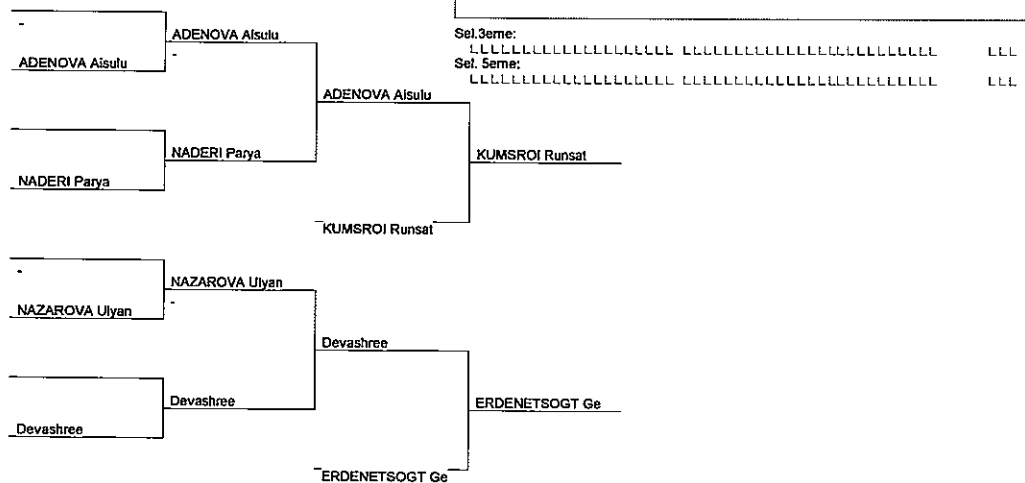 -
ADENOVA Aisulu
ADENOVA Aisulu
-
Sel.3eme:
Sel. 5eme:
ADENOVA Aisulu
NADERI Parya
NADERI Parya
KUMSROI Runsat
KUMSROI Runsat
-
NAZAROVA Ulyan
NAZAROVA Ulyan
-
Devashree
Devashree
Devashree
ERDENETSOGT Ge
ERDENETSOGT Ge